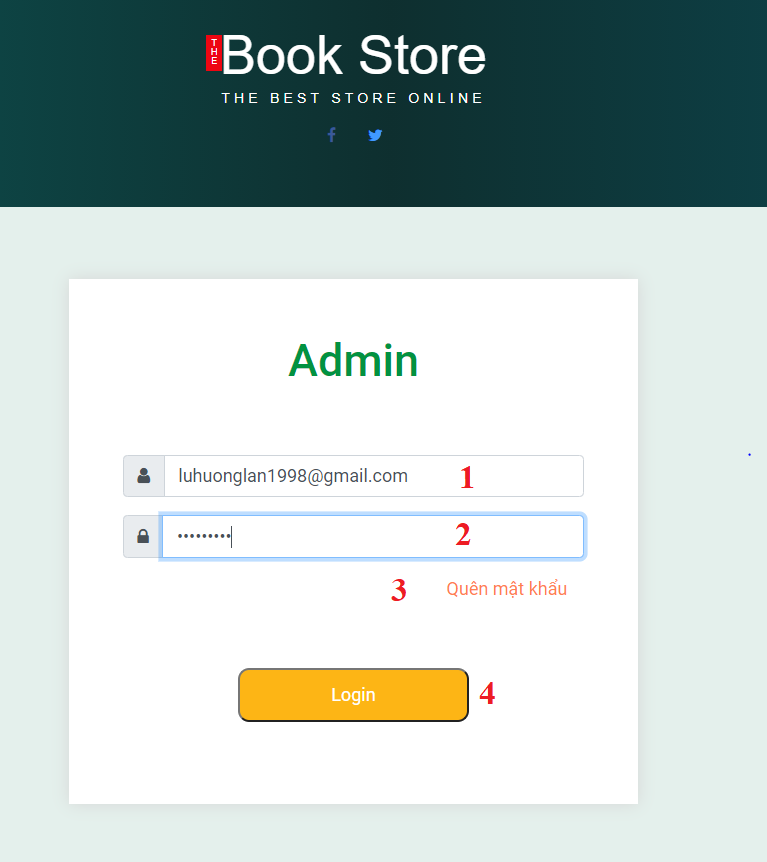 THE
Book Store
THE BEST STORE ONLINE
Admin
luhuonglan1998@gmail.com 1
••••••••• 2
3 Quên mật khẩu
Login 4